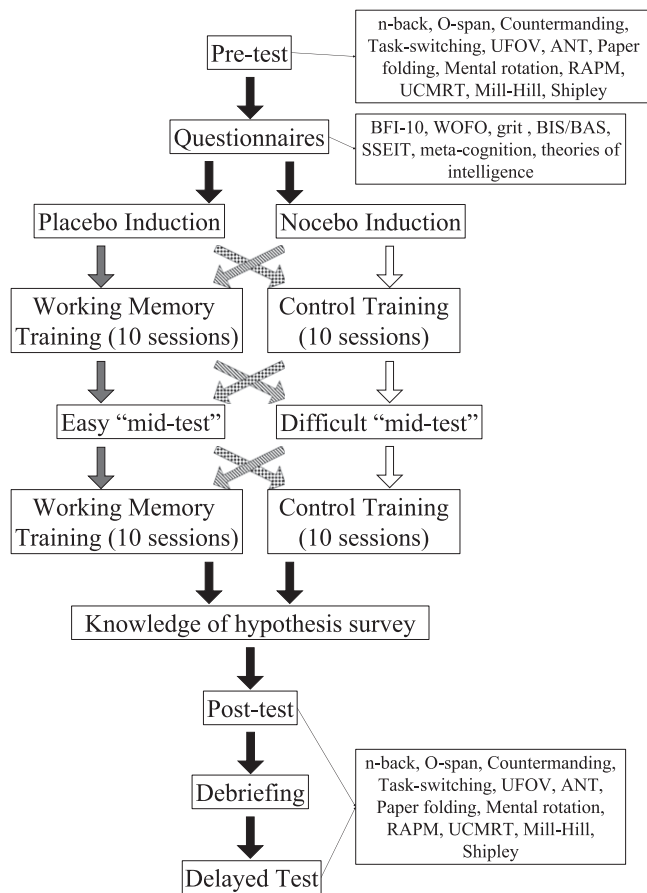 Pre-test
n-back, O-span, Countermanding,
Task-switching, UFOV, ANT, Paper
folding, Mental rotation, RAPM,
UCMRT, Mill-Hill, Shipley
Questionnaires
BFI-10, WOFO, grit , BIS/BAS,
SSEIT, meta-cognition, theories of
intelligence
Placebo Induction
Nocebo Induction
Working Memory
Training (10 sessions)
Control Training
(10 sessions)
Easy “mid-test”
Difficult “mid-test”
Working Memory
Training (10 sessions)
Control Training
(10 sessions)
Knowledge of hypothesis survey
Post-test
Debriefing
Delayed Test
n-back, O-span, Countermanding,
Task-switching, UFOV, ANT,
Paper folding, Mental rotation,
RAPM, UCMRT, Mill-Hill,
Shipley